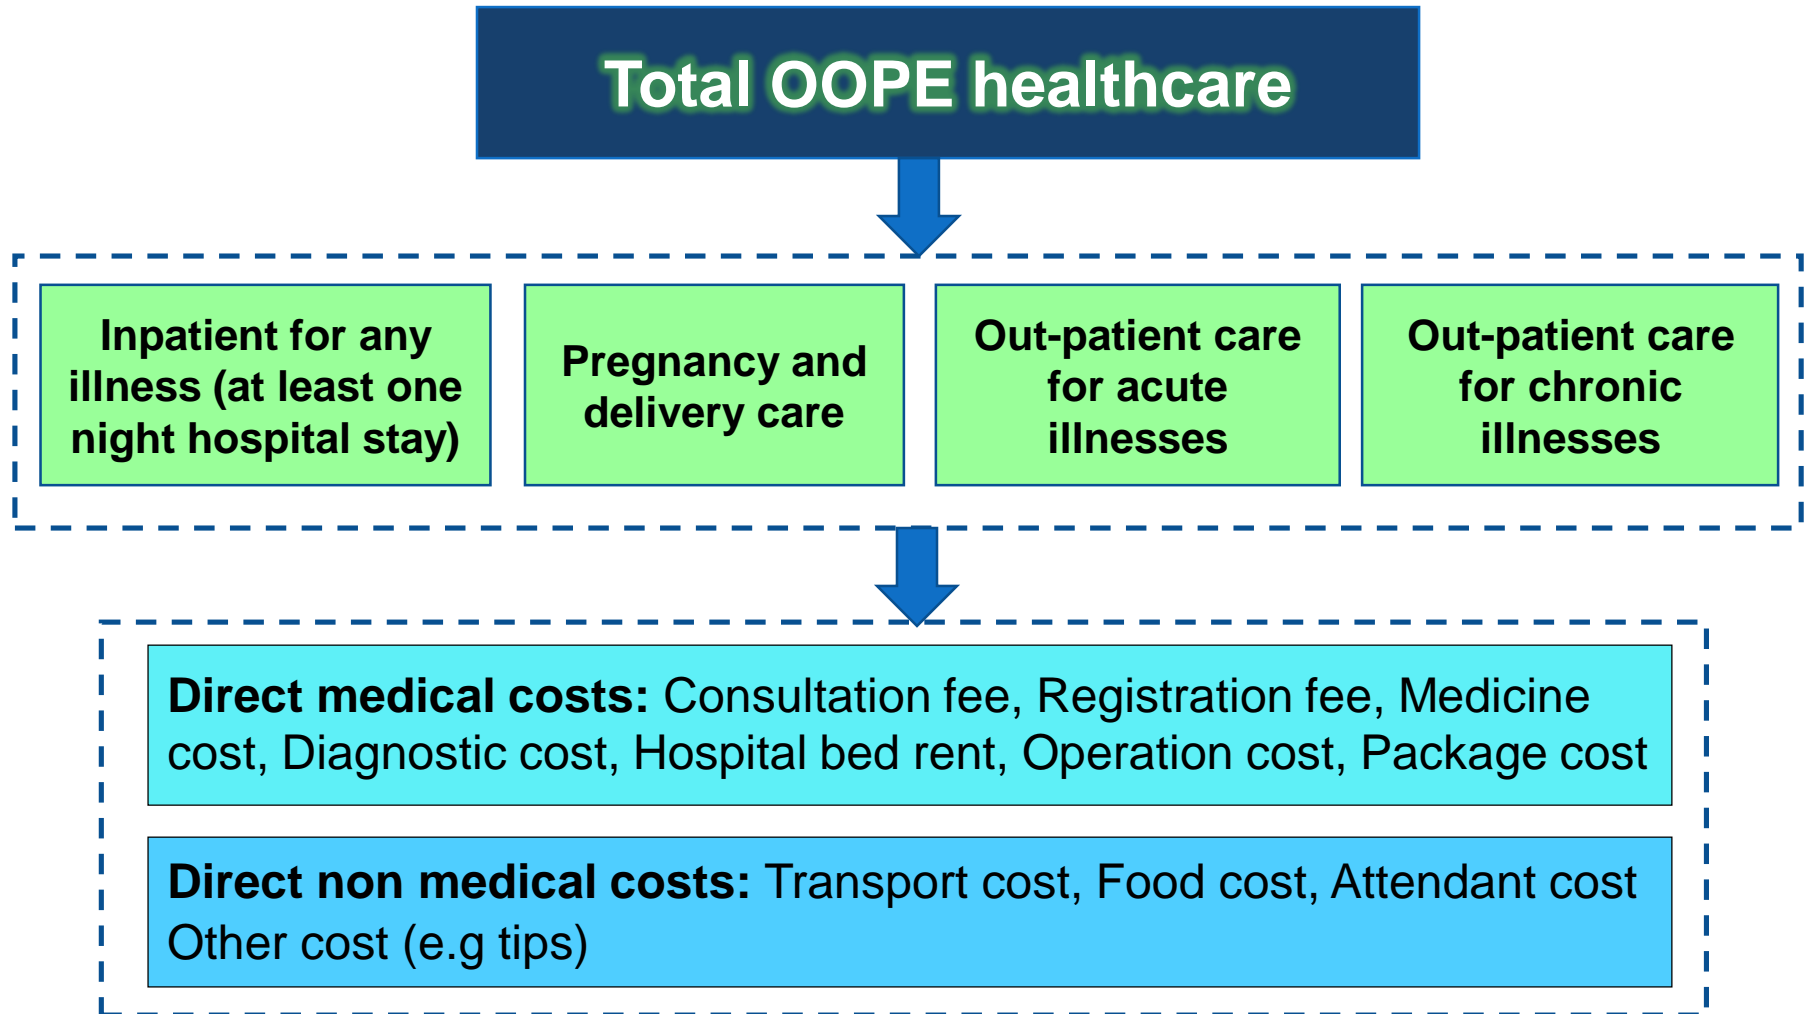 Total OOPE healthcare
Inpatient for any
illness (at least one
night hospital stay)
Pregnancy and
delivery care
Out-patient care
for acute
illnesses
Out-patient care
for chronic
illnesses
Direct medical costs: Consultation fee, Registration fee, Medicine
cost, Diagnostic cost, Hospital bed rent, Operation cost, Package cost
Direct non medical costs: Transport cost, Food cost, Attendant cost
Other cost (e.g tips)